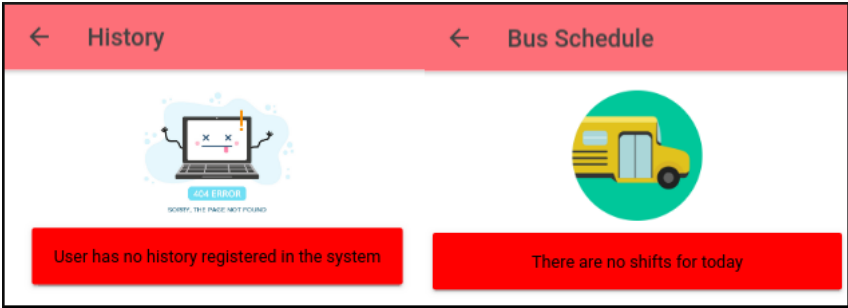 History
404 ERROR
SORRY, THE PAGE NOT FOUND
User has no history registered in the system
Bus Schedule
There are no shifts for today